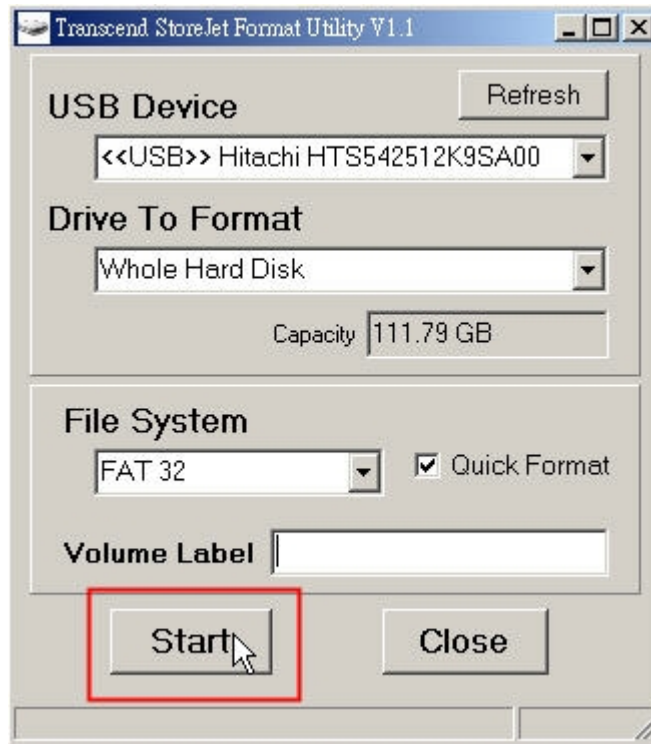 Transcend StoreJet Format Utility V1.1
Refresh
USB Device
<<USB>> Hitachi HTS542512K9SA00
Drive To Format
Whole Hard Disk
Capacity 111.79 GB
File System
FAT 32 Quick Format
Volume Label
Start Close